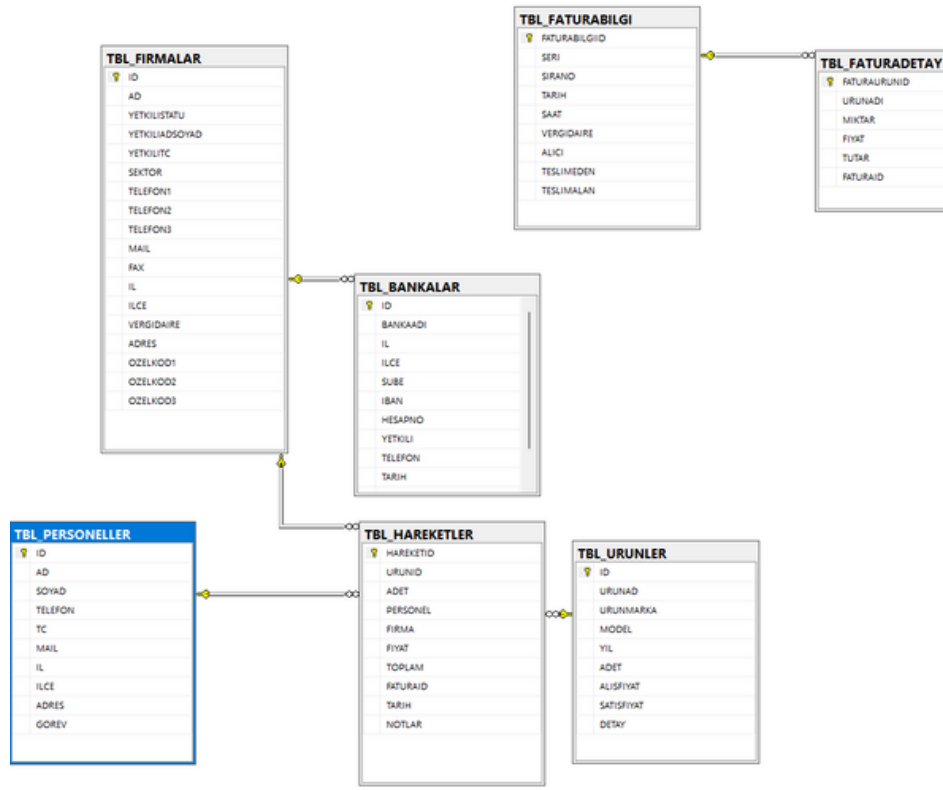 TBL_FATURABILGI
FATURABILGIID
SERI
SIRANO
TARIH
SAAT
VERGIDAIRE
ALICI
TESLIMEDEN
TESLIMALAN
TBL_FATURADETAY
FATURAURUNID
URUNADI
MIKTAR
FIYAT
TUTAR
FATURAID
TBL_FIRMALAR
ID
AD
YETKILISTATU
YETKILIADSOYAD
YETKILITC
SEKTOR
TELEFON1
TELEFON2
TELEFON3
MAIL
FAX
IL
ILCE
VERGIDAIRE
ADRES
OZELKOD1
OZELKOD2
OZELKOD3
TBL_BANKALAR
ID
BANKAADI
IL
ILCE
SUBE
IBAN
HESAPNO
YETKILI
TELEFON
TARIH
TBL_PERSONELLER
ID
AD
SOYAD
TELEFON
TC
MAIL
IL
ILCE
ADRES
GOREV
TBL_HAREKETLER
HAREKETID
URUNID
ADET
PERSONEL
FIRMA
FIYAT
TOPLAM
FATURAID
TARIH
NOTLAR
TBL_URUNLER
ID
URUNAD
URUNMARKA
MODEL
YIL
ADET
ALISFIYAT
SATISFIYAT
DETAY